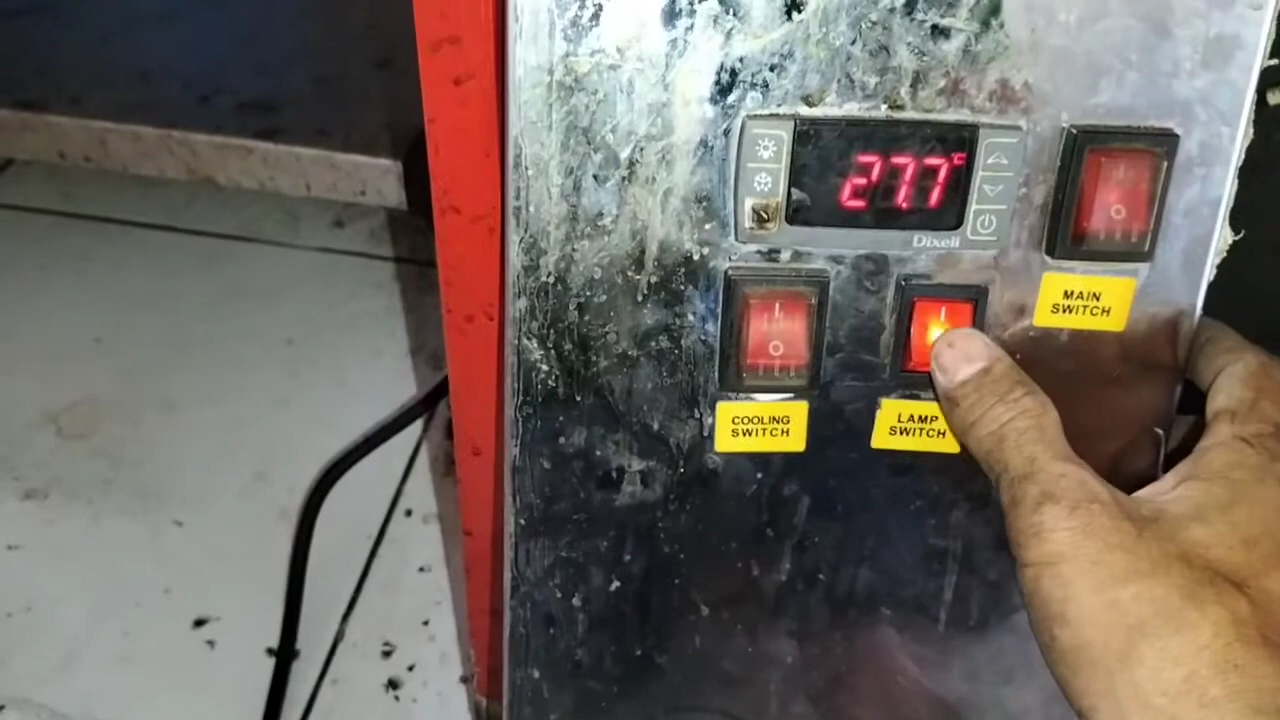 27.7°C
Dixell
I
O
MAIN
SWITCH
I
O
COOLING
SWITCH
I
LAMP
SWITCH